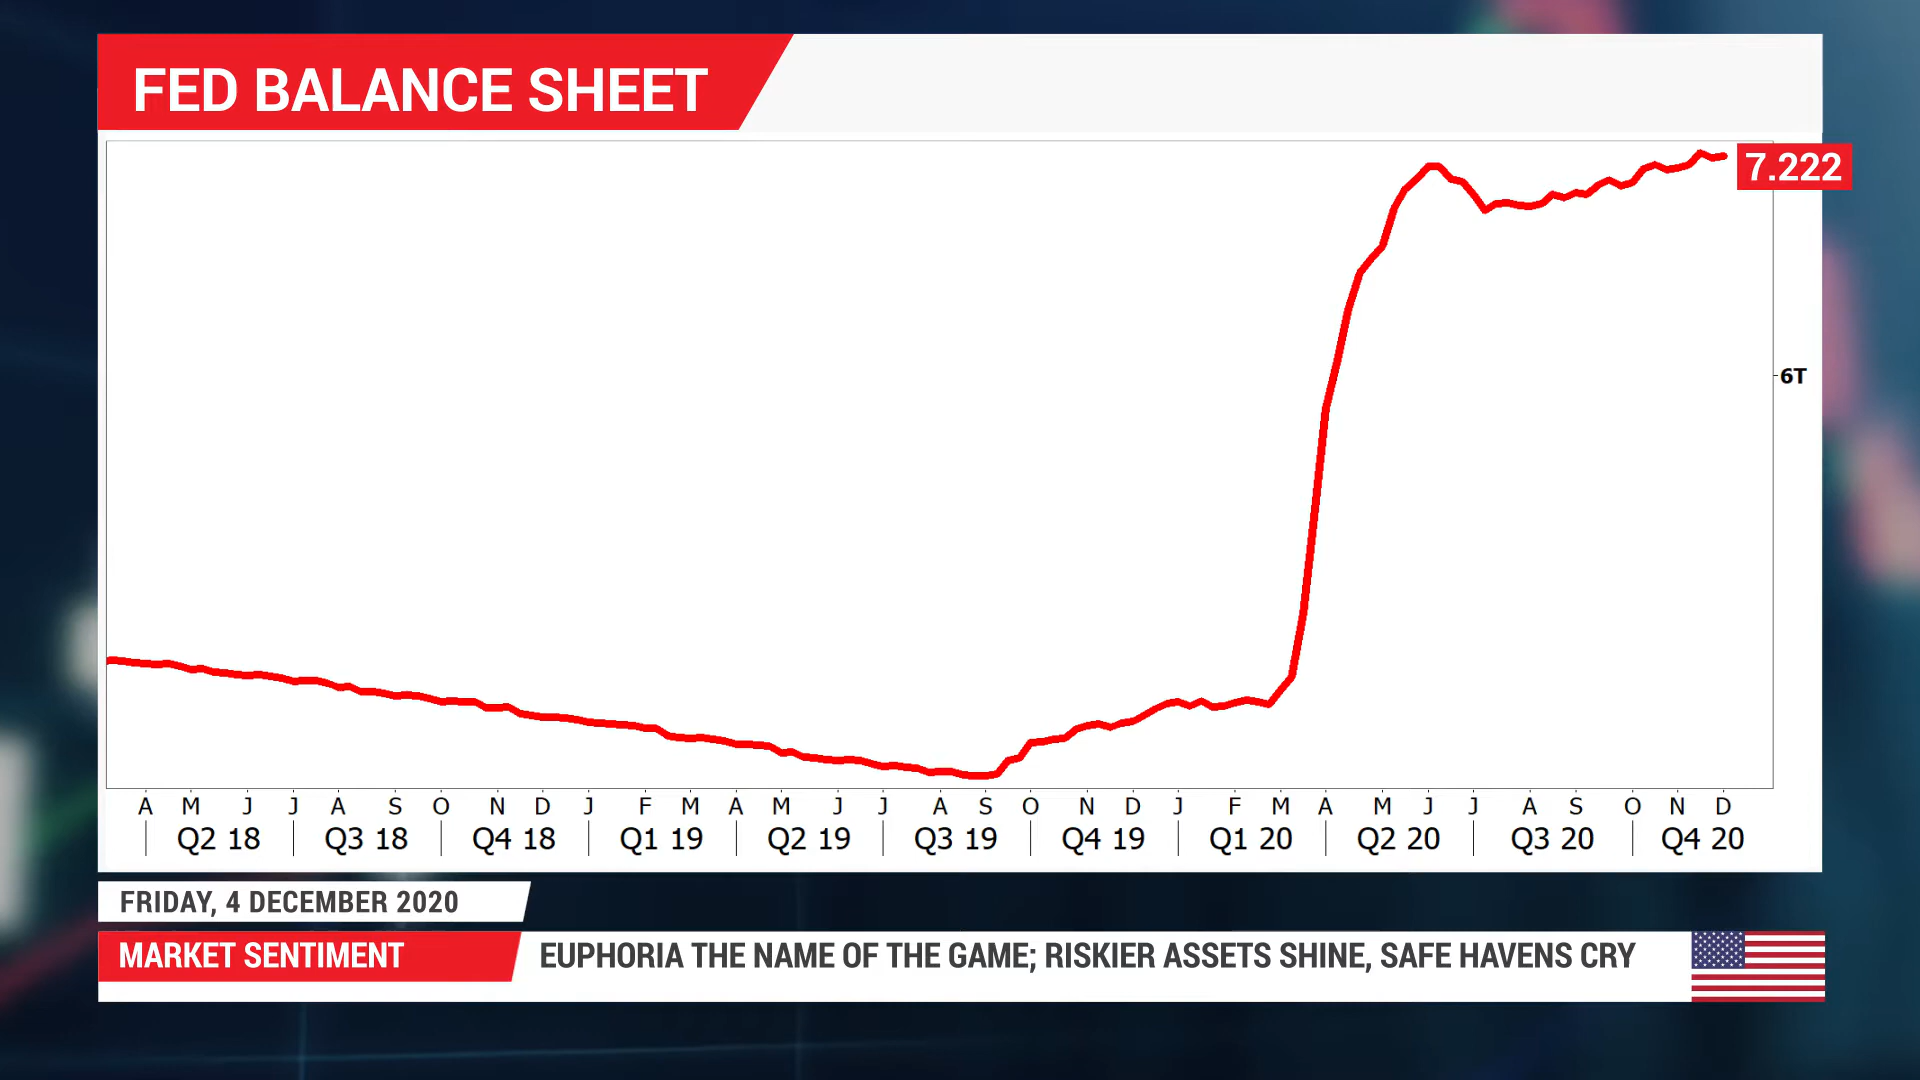 FED BALANCE SHEET
7.222
6T
A M J J A S O N D J F M A M J J A S O N D J F M A M J J A S O N D
Q2 18 Q3 18 Q4 18 Q1 19 Q2 19 Q3 19 Q4 19 Q1 20 Q2 20 Q3 20 Q4 20
FRIDAY, 4 DECEMBER 2020
MARKET SENTIMENT EUPHORIA THE NAME OF THE GAME; RISKIER ASSETS SHINE, SAFE HAVENS CRY